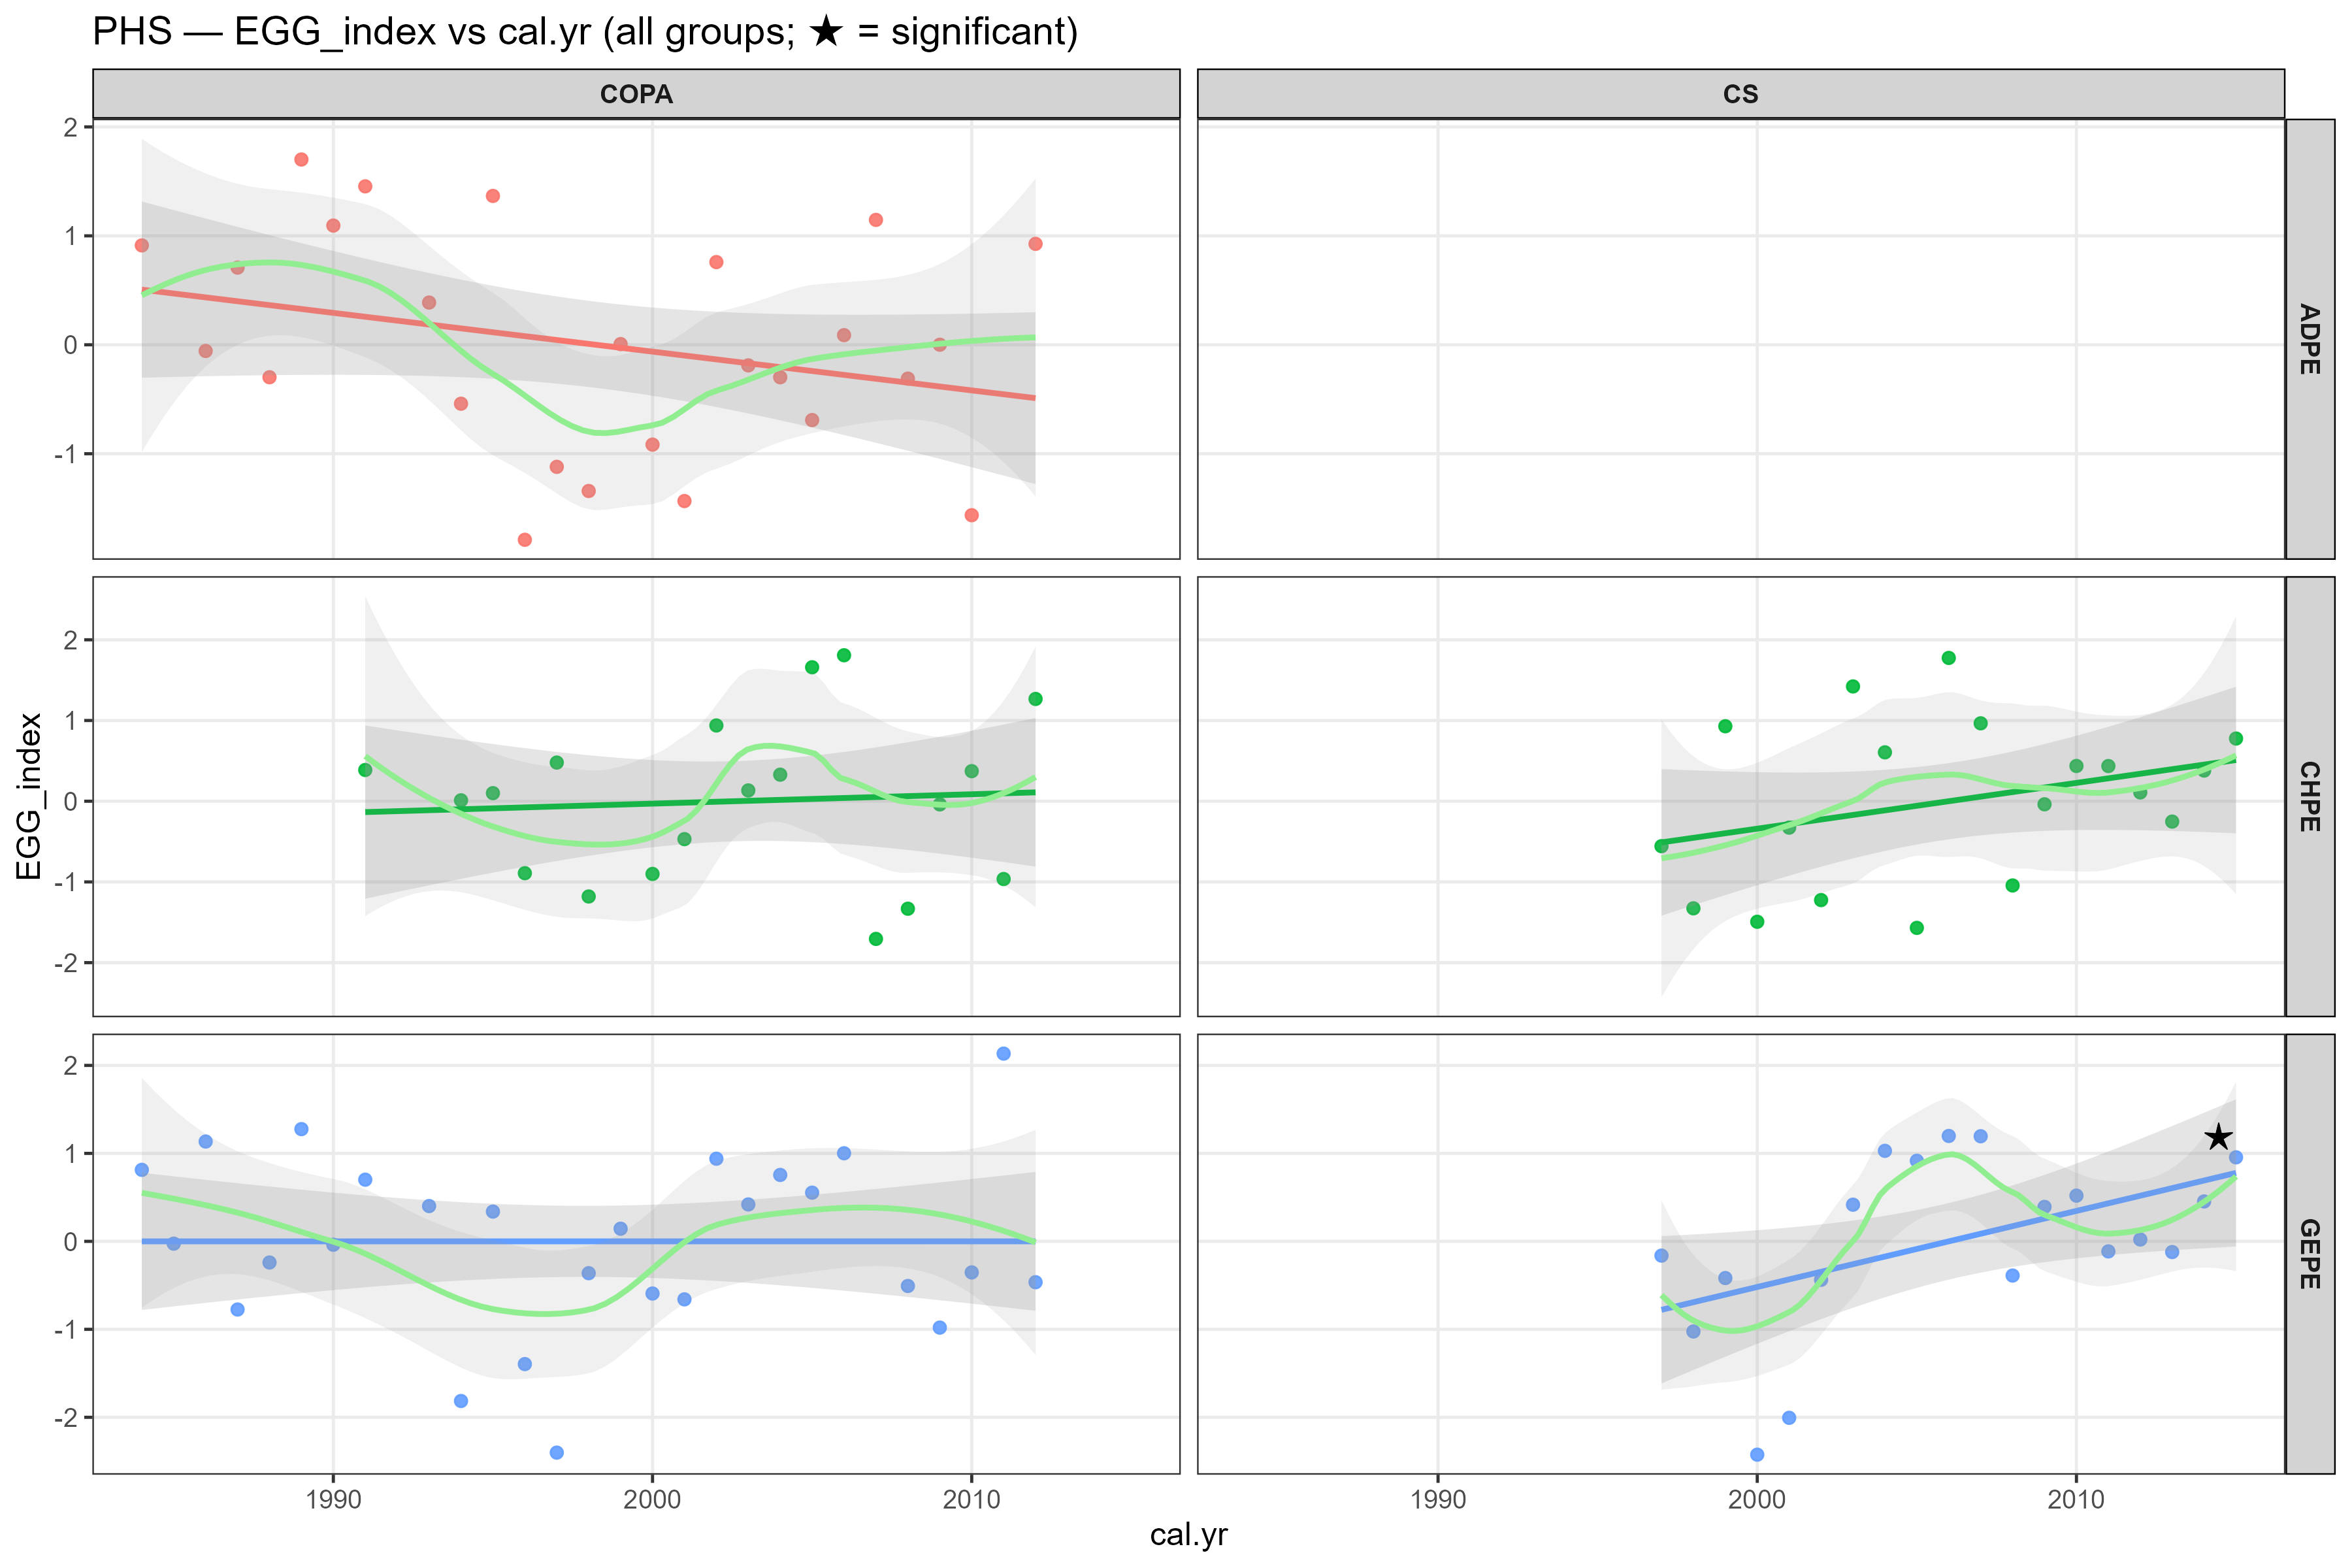 PHS — EGG_index vs cal.yr (all groups; ★ = significant)
COPA
CS
2
1
0
-1
ADPE
2
1
0
-1
-2
CHPE
EGG_index
2
1
0
-1
-2
★
GEPE
1990
2000
2010
1990
2000
2010
cal.yr